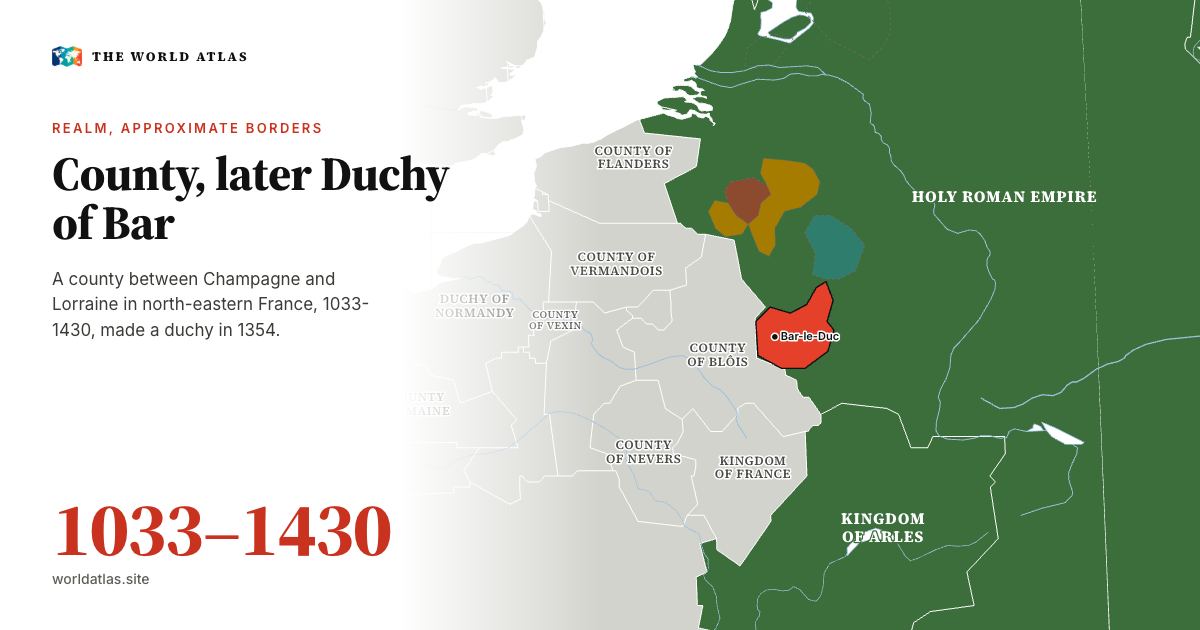 THE WORLD ATLAS
REALM, APPROXIMATE BORDERS
County, later Duchy
of Bar
A county between Champagne and
Lorraine in north-eastern France, 1033-
1430, made a duchy in 1354.
1033–1430
worldatlas.site
COUNTY OF
FLANDERS
HOLY ROMAN EMPIRE
COUNTY OF
VERMANDOIS
DUCHY OF
NORMANDY
COUNTY
OF VEXIN
Bar-le-Duc
COUNTY
OF BLÔIS
UNTY
MAINE
COUNTY
OF NEVERS
KINGDOM
OF FRANCE
KINGDOM
OF ARLES